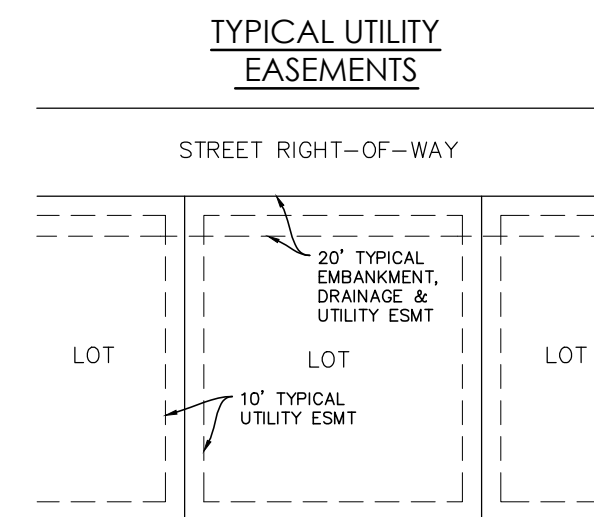 TYPICAL UTILITY
EASEMENTS
STREET RIGHT-OF-WAY
20' TYPICAL
EMBANKMENT,
DRAINAGE &
UTILITY ESMT
LOT
LOT
LOT
10' TYPICAL
UTILITY ESMT